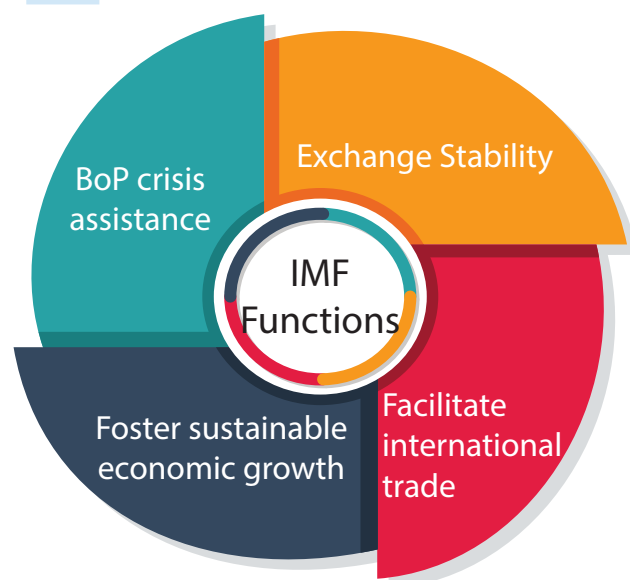 BoP crisis
assistance
Exchange Stability
IMF
Functions
Foster sustainable
economic growth
Facilitate
international
trade